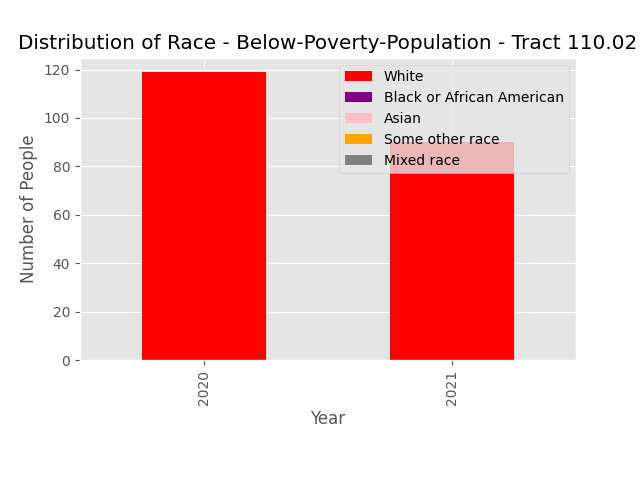 Distribution of Race - Below-Poverty-Population - Tract 110.02
120
100
80
60
40
20
0
Number of People
White
Black or African American
Asian
Some other race
Mixed race
2020
2021
Year